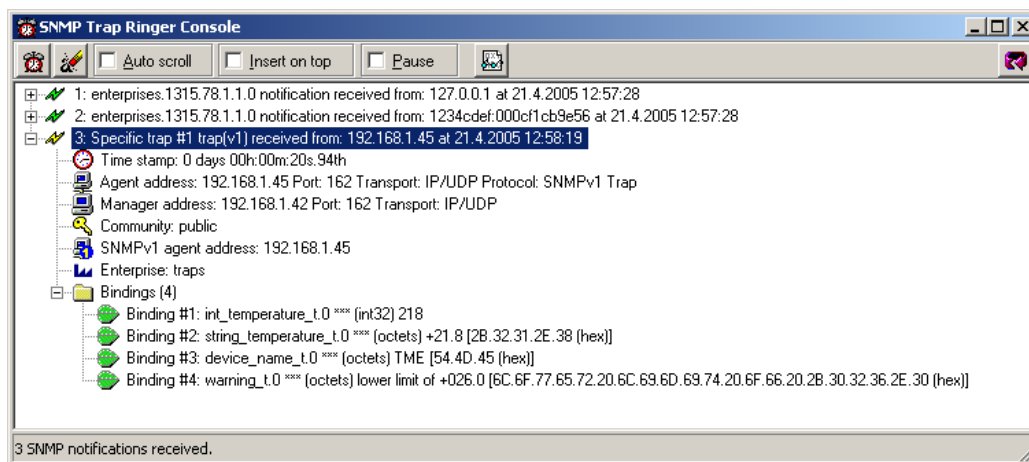 SNMP Trap Ringer Console
Auto scroll Insert on top Pause
1: enterprises.1315.78.1.1.0 notification received from: 127.0.0.1 at 21.4.2005 12:57:28
2: enterprises.1315.78.1.1.0 notification received from: 1234cdef:000cf1cb9e56 at 21.4.2005 12:57:28
3: Specific trap #1 trap(v1) received from: 192.168.1.45 at 21.4.2005 12:58:19
Time stamp: 0 days 00h:00m:20s.94th
Agent address: 192.168.1.45 Port: 162 Transport: IP/UDP Protocol: SNMPv1 Trap
Manager address: 192.168.1.42 Port: 162 Transport: IP/UDP
Community: public
SNMPv1 agent address: 192.168.1.45
Enterprise: traps
Bindings (4)
Binding #1: int_temperature_t.0 *** (int32) 218
Binding #2: string_temperature_t.0 *** (octets) +21.8 [2B.32.31.2E.38 (hex)]
Binding #3: device_name_t.0 *** (octets) TME [54.4D.45 (hex)]
Binding #4: warning_t.0 *** (octets) lower limit of +026.0 [6C.6F.77.65.72.20.6C.69.6D.69.74.20.6F.66.20.2B.30.32.36.2E.30 (hex)]
3 SNMP notifications received.